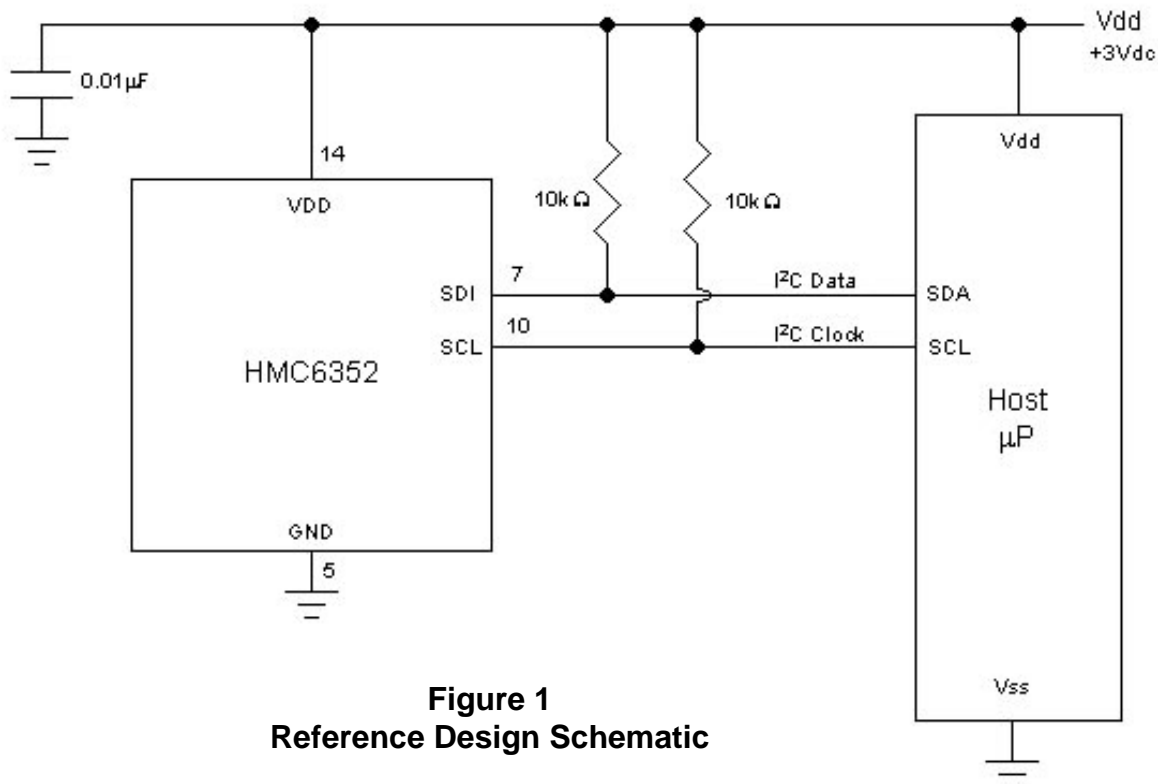 Vdd
+3Vdc
0.01µF
14
VDD
10k Ω
10k Ω
Vdd
7
SDI
I²C Data
SDA
10
SCL
I²C Clock
SCL
HMC6352
Host
µP
GND
5
Vss
Figure 1
Reference Design Schematic